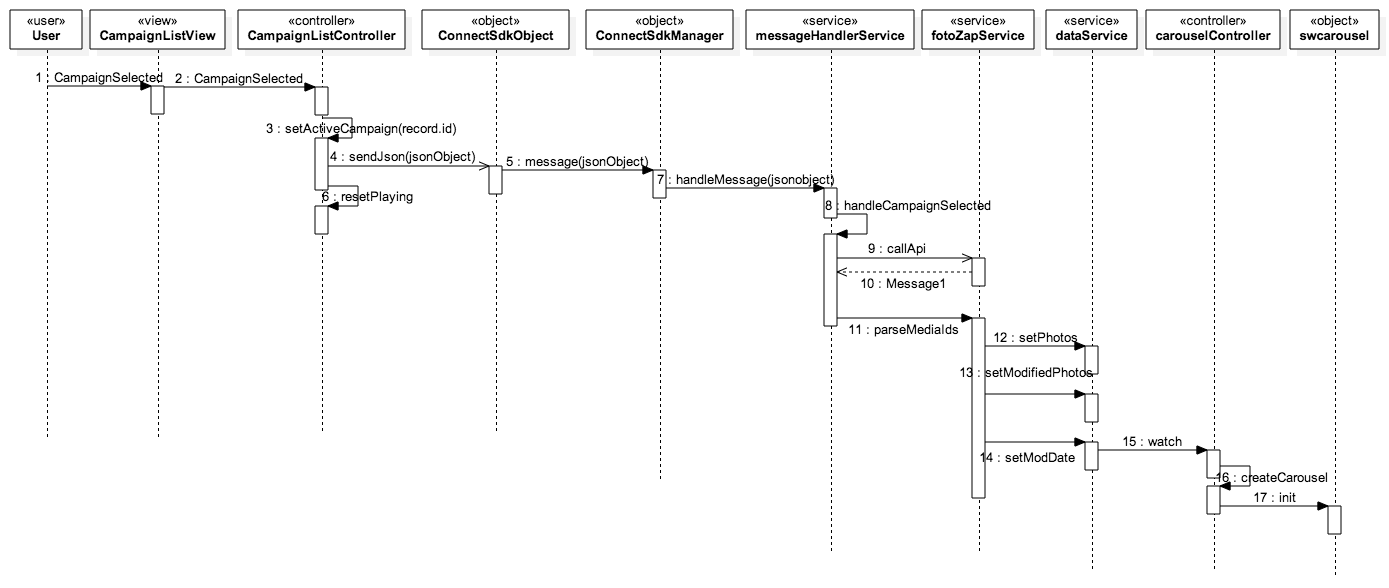 «user»
User
«view»
CampaignListView
«controller»
CampaignListController
«object»
ConnectSdkObject
«object»
ConnectSdkManager
«service»
messageHandlerService
«service»
fotoZapService
«service»
dataService
«controller»
carouselController
«object»
swcarousel
1 : CampaignSelected
2 : CampaignSelected
3 : setActiveCampaign(record.id)
4 : sendJson(jsonObject)
5 : message(jsonObject)
6 : resetPlaying
7 : handleMessage(jsonobject)
8 : handleCampaignSelected
9 : callApi
10 : Message1
11 : parseMediaIds
12 : setPhotos
13 : setModifiedPhotos
14 : setModDate
15 : watch
16 : createCarousel
17 : init